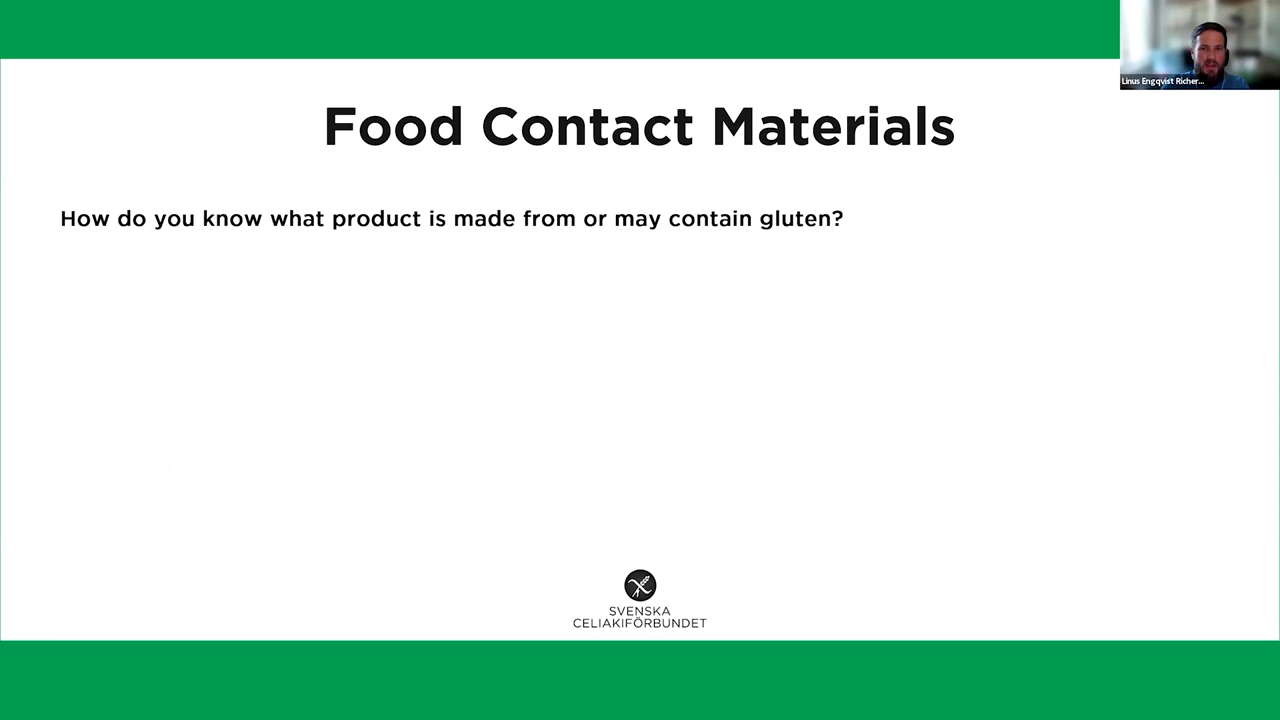 Linus Engqvist Richer...
Food Contact Materials
How do you know what product is made from or may contain gluten?
SVENSKA
CELIAKIFÖRBUNDET